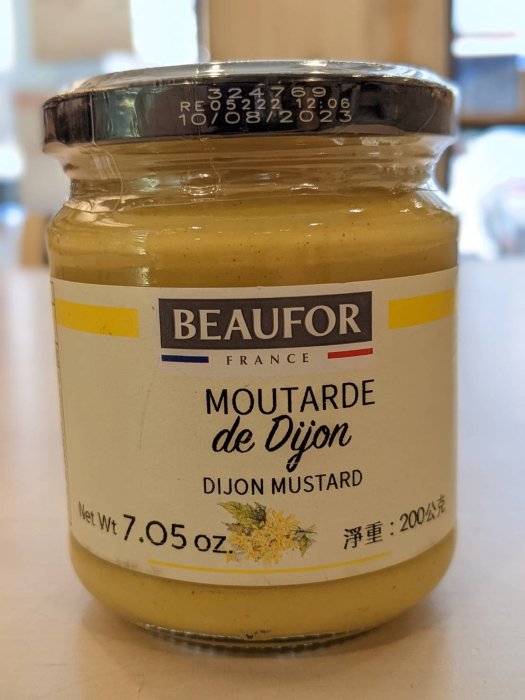 324769
RE05222 12:06
10/08/2023
BEAUFOR
FRANCE
MOUTARDE
de Dijon
DIJON MUSTARD
Net Wt 7.05 oz.
淨重：200公克